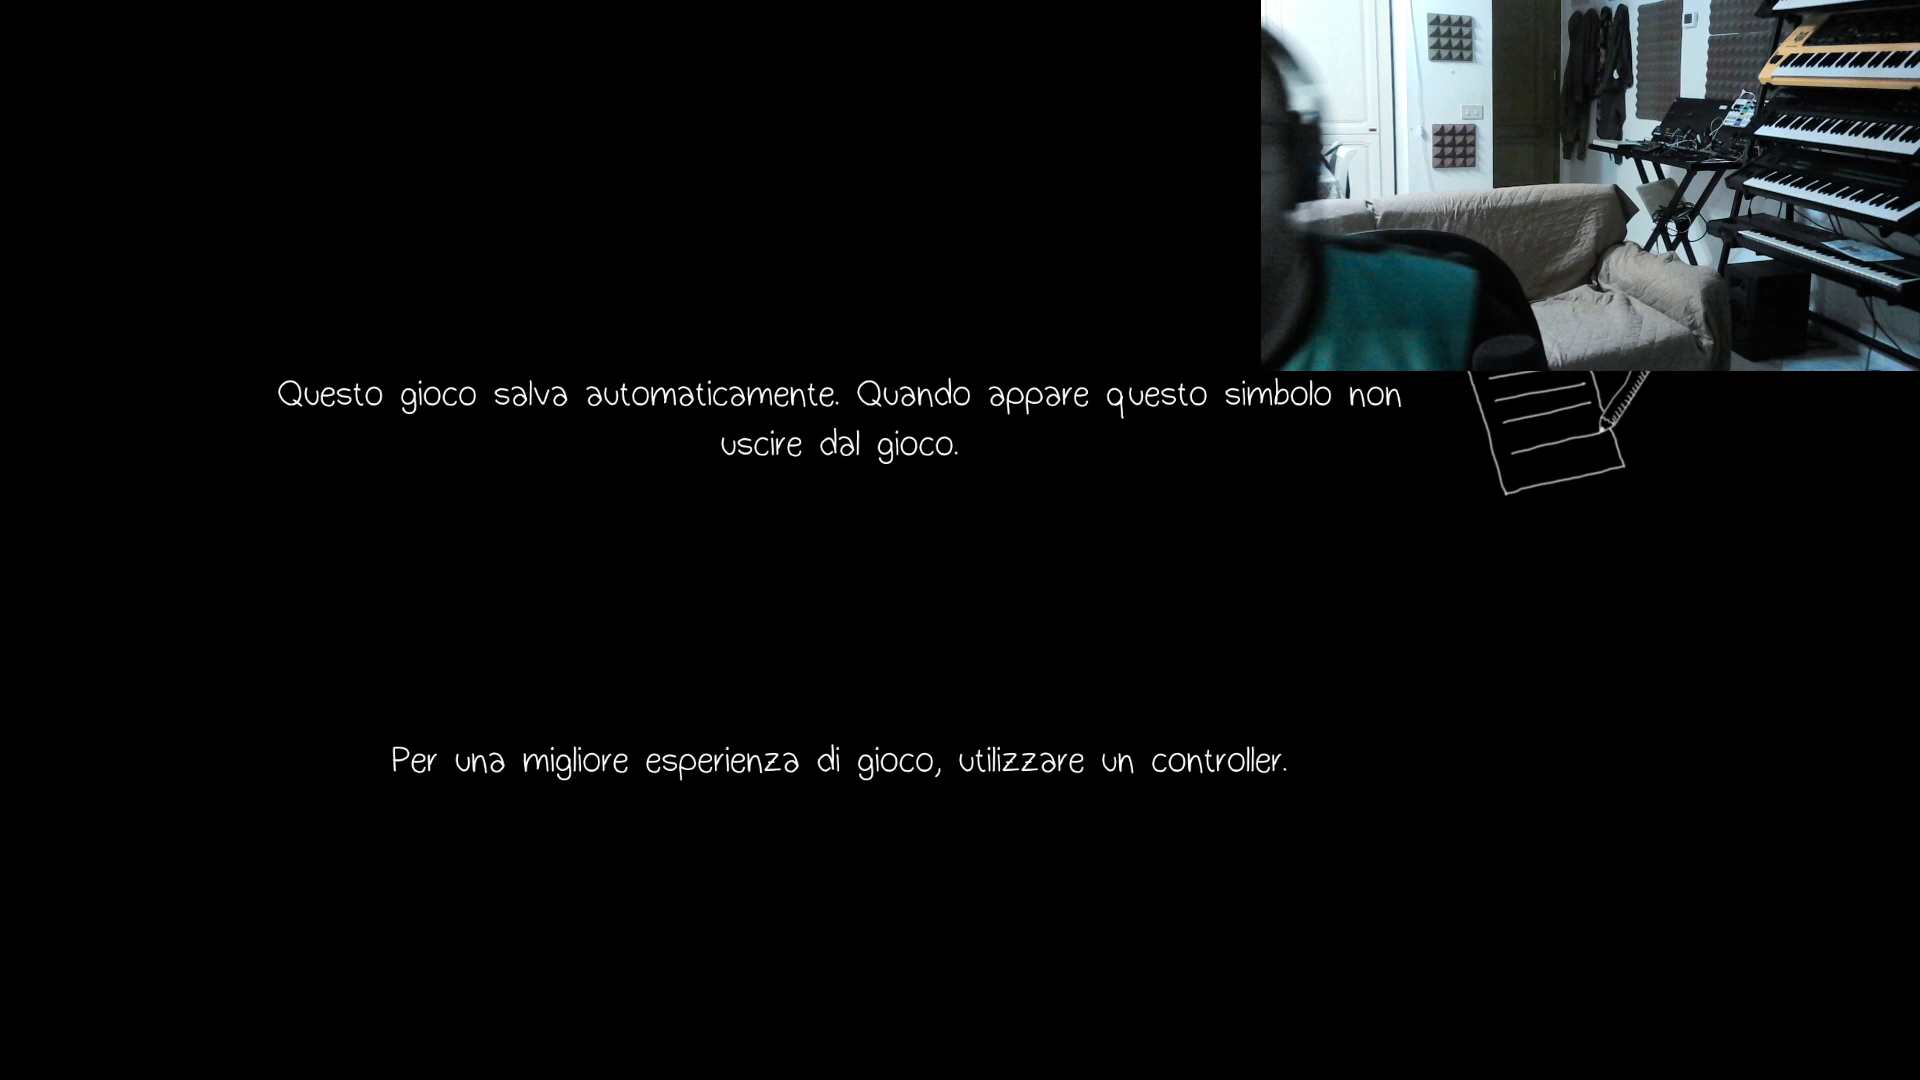 Questo gioco salva automaticamente. Quando appare questo simbolo non
uscire dal gioco.
Per una migliore esperienza di gioco, utilizzare un controller.